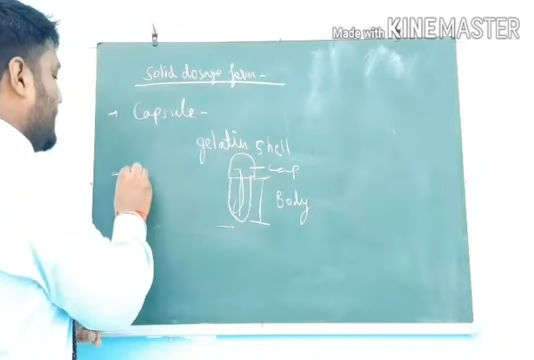 Made with KINEMASTER
Solid dosage form -
→ Capsule -
gelatin shell
cap
Body